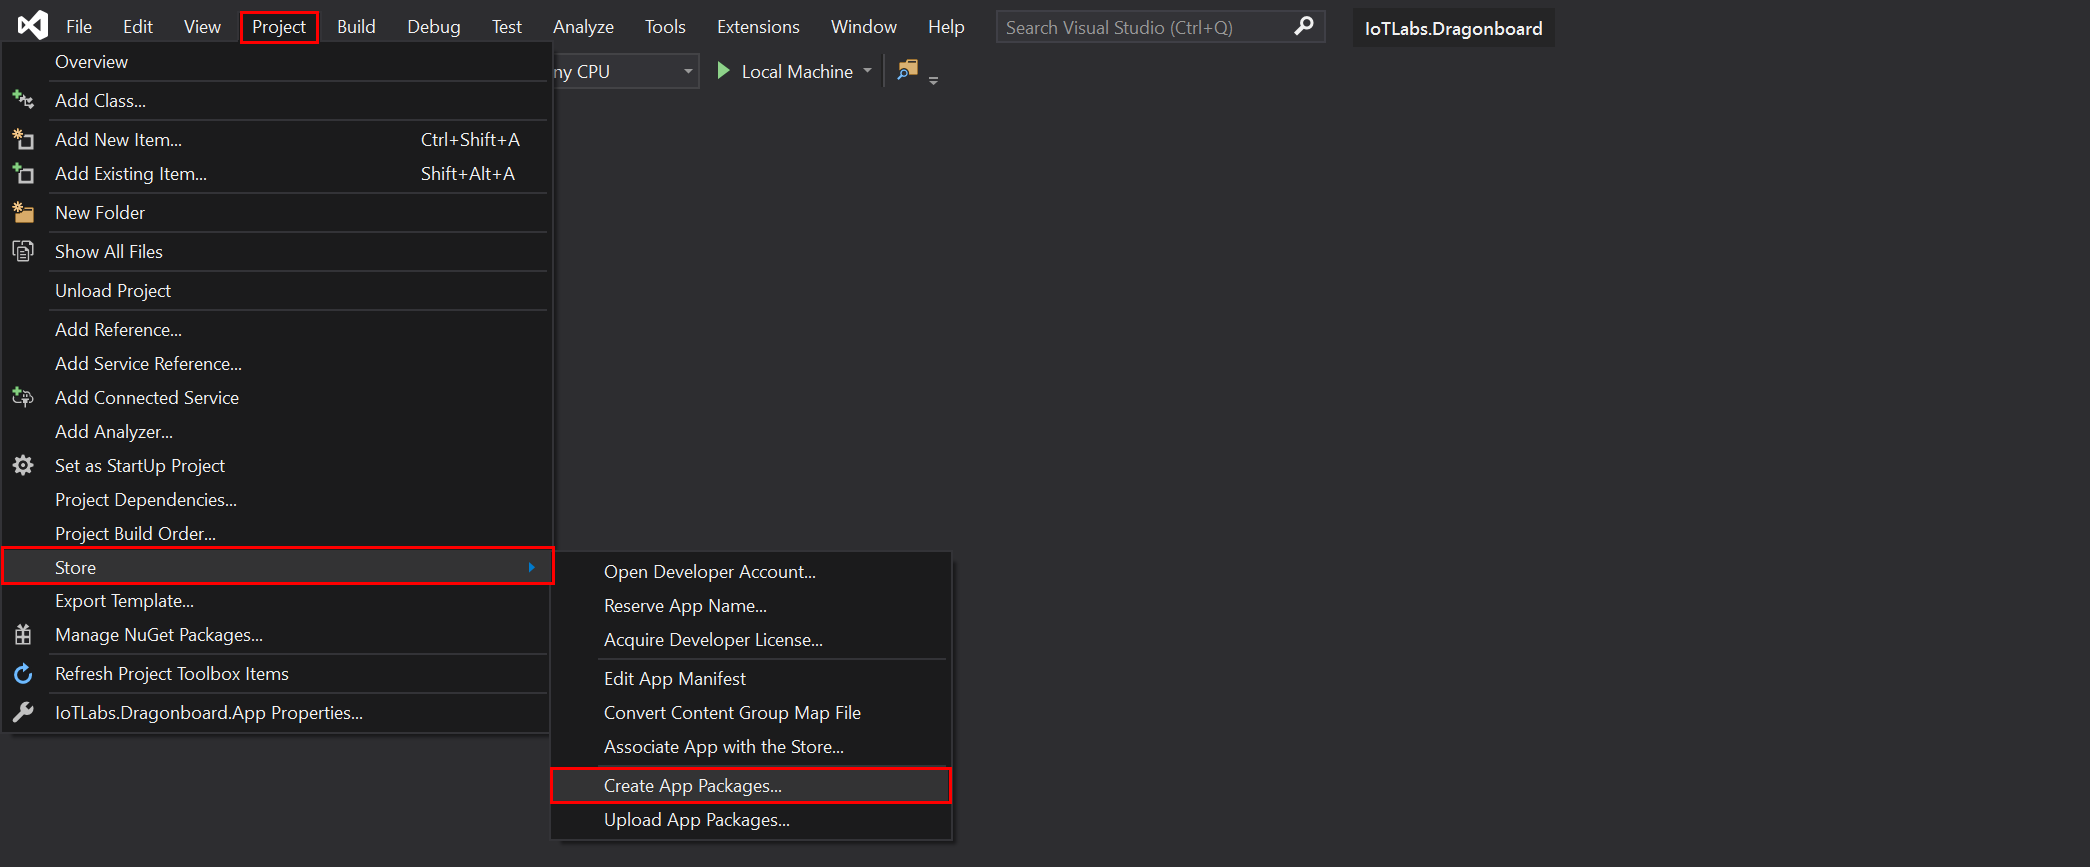 File Edit View Project Build Debug Test Analyze Tools Extensions Window Help Search Visual Studio (Ctrl+Q) IoTLabs.Dragonboard
ny CPU Local Machine
Overview
Add Class...
Add New Item... Ctrl+Shift+A
Add Existing Item... Shift+Alt+A
New Folder
Show All Files
Unload Project
Add Reference...
Add Service Reference...
Add Connected Service
Add Analyzer...
Set as StartUp Project
Project Dependencies...
Project Build Order...
Store
Export Template...
Manage NuGet Packages...
Refresh Project Toolbox Items
IoTLabs.Dragonboard.App Properties...
Open Developer Account...
Reserve App Name...
Acquire Developer License...
Edit App Manifest
Convert Content Group Map File
Associate App with the Store...
Create App Packages...
Upload App Packages...